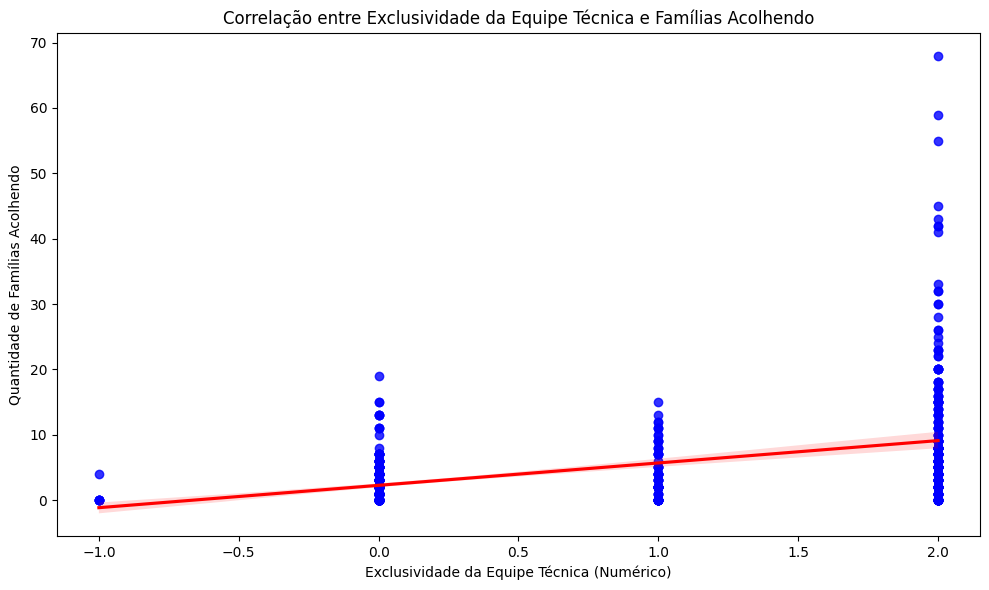 Correlação entre Exclusividade da Equipe Técnica e Famílias Acolhendo
Quantidade de Famílias Acolhendo
70
60
50
40
30
20
10
0
−1.0 −0.5 0.0 0.5 1.0 1.5 2.0
Exclusividade da Equipe Técnica (Numérico)